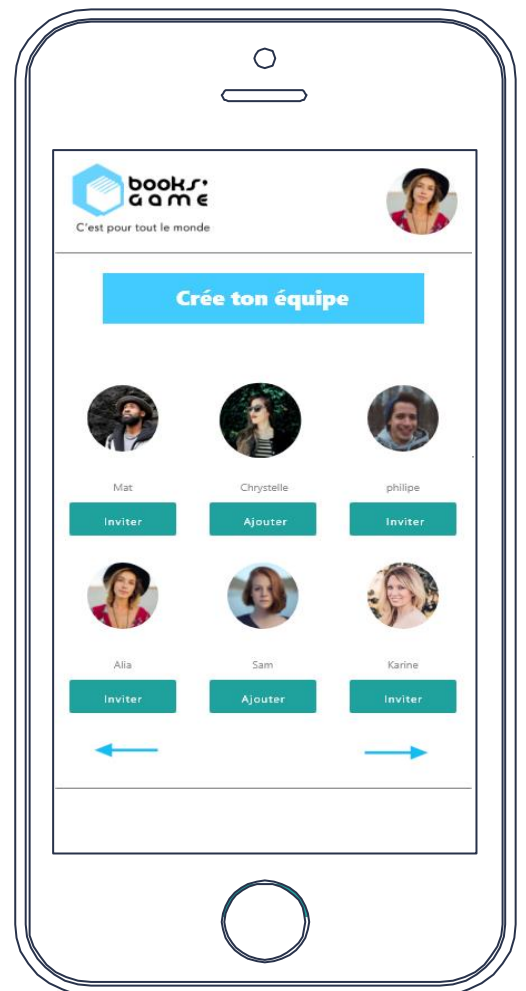 books'
game
C'est pour tout le monde
Crée ton équipe
Mat
Chrystelle
philipe
Inviter
Ajouter
Inviter
Alia
Sam
Karine
Inviter
Ajouter
Inviter